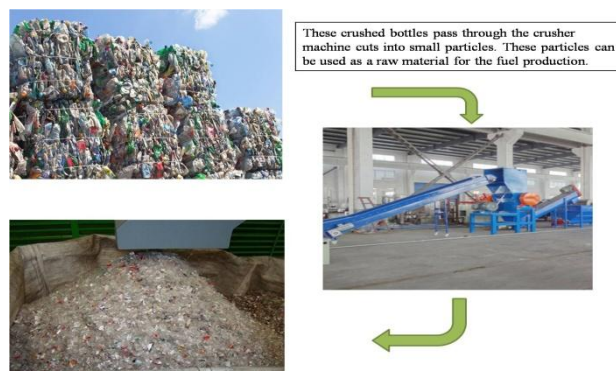 These crushed bottles pass through the crusher
machine cuts into small particles. These particles can
be used as a raw material for the fuel production.